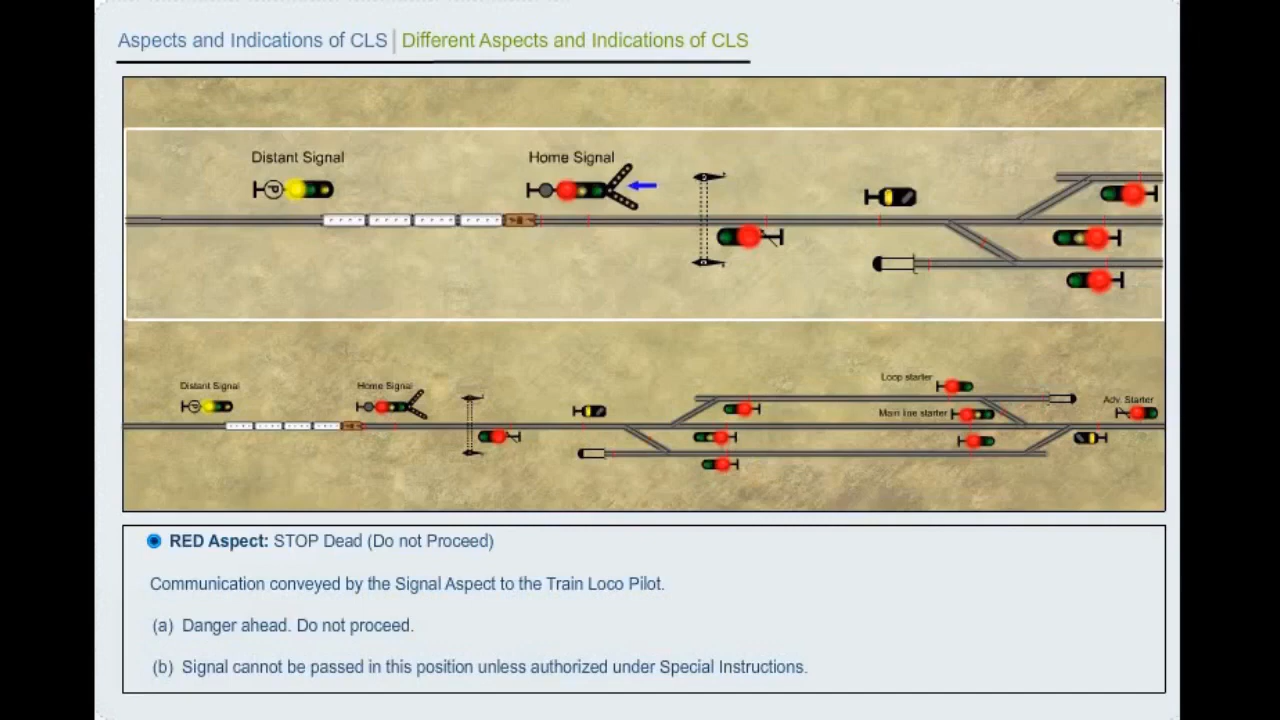 Aspects and Indications of CLS | Different Aspects and Indications of CLS
Distant Signal Home Signal
P
Loop starter
Distant Signal Home Signal
Adv. Starter
P
Main line starter
RED Aspect: STOP Dead (Do not Proceed)
Communication conveyed by the Signal Aspect to the Train Loco Pilot.
(a) Danger ahead. Do not proceed.
(b) Signal cannot be passed in this position unless authorized under Special Instructions.